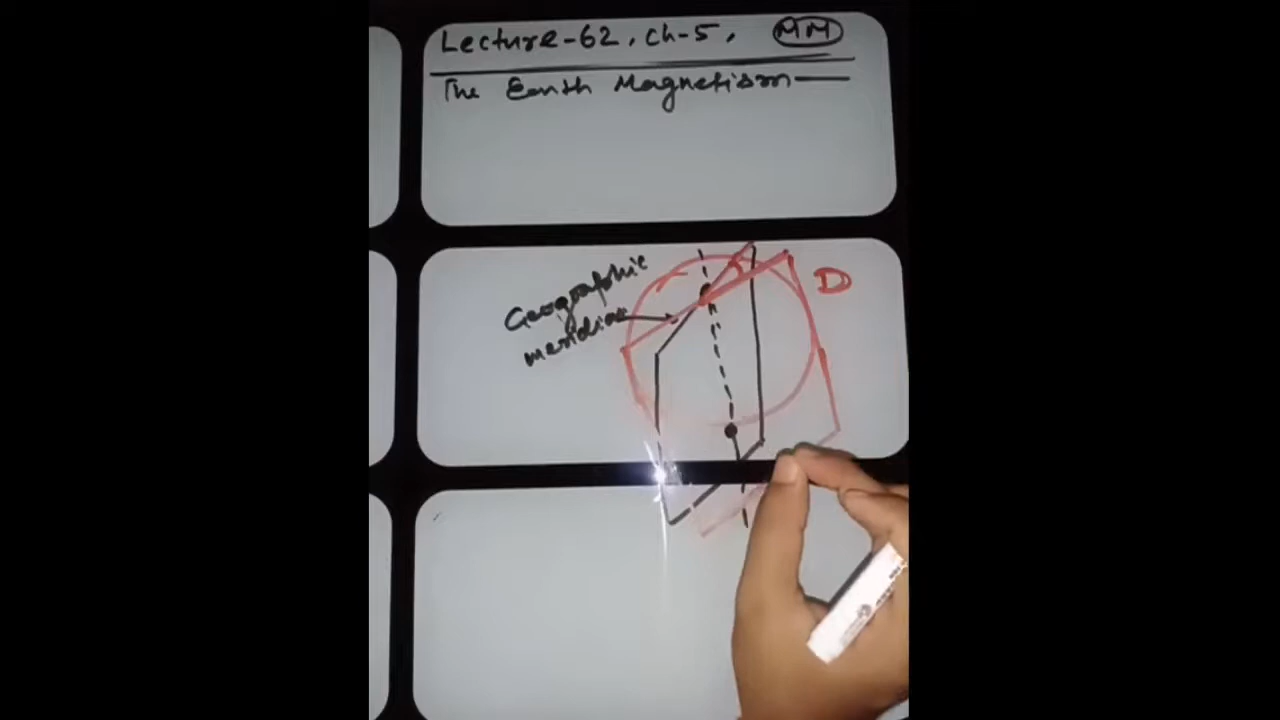 Lecture-62, Ch-5, MM
The Earth Magnetism
Geographic
meridian
D